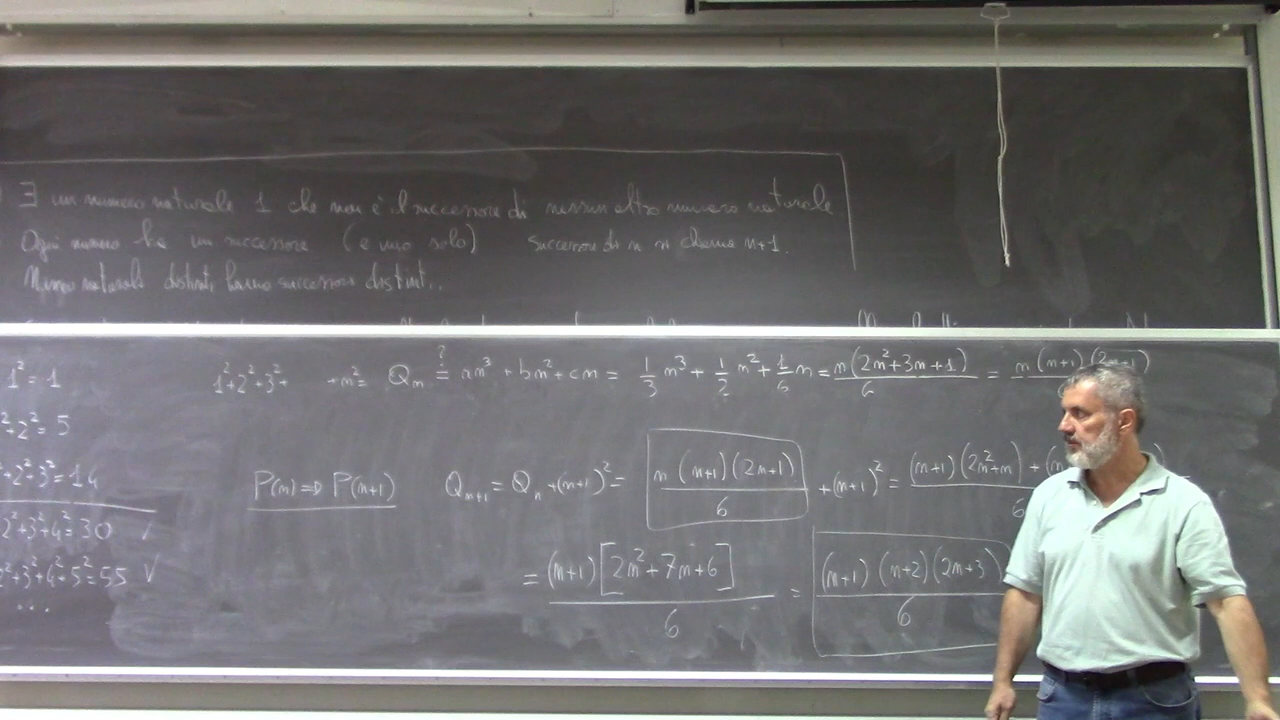 ∃ un numero naturale 1 che non è il successore di nessun altro numero naturale
Ogni numero ha un successore (e uno solo) successore di n si chiama n+1.
Numeri naturali distinti hanno successori distinti.
1²=1
1²+2²+3²+ +n²= Qₙ ≟ an³+bn²+cn = 1/3 n³ + 1/2 n² + 1/6 n = n(2n²+3n+1)/6 = n(n+1)(2n+1)
²+2²=5
²+2²+3²=14
P(n)⇒P(n+1) Qₙ₊₁ = Qₙ+(n+1)² = n(n+1)(2n+1)/6 +(n+1)² = (n+1)(2n²+n)+(n
2²+3²+4²=30
2²+3²+4²+5²=55 √
...
= (n+1)[2n²+7n+6]/6 = (n+1)(n+2)(2n+3)/6